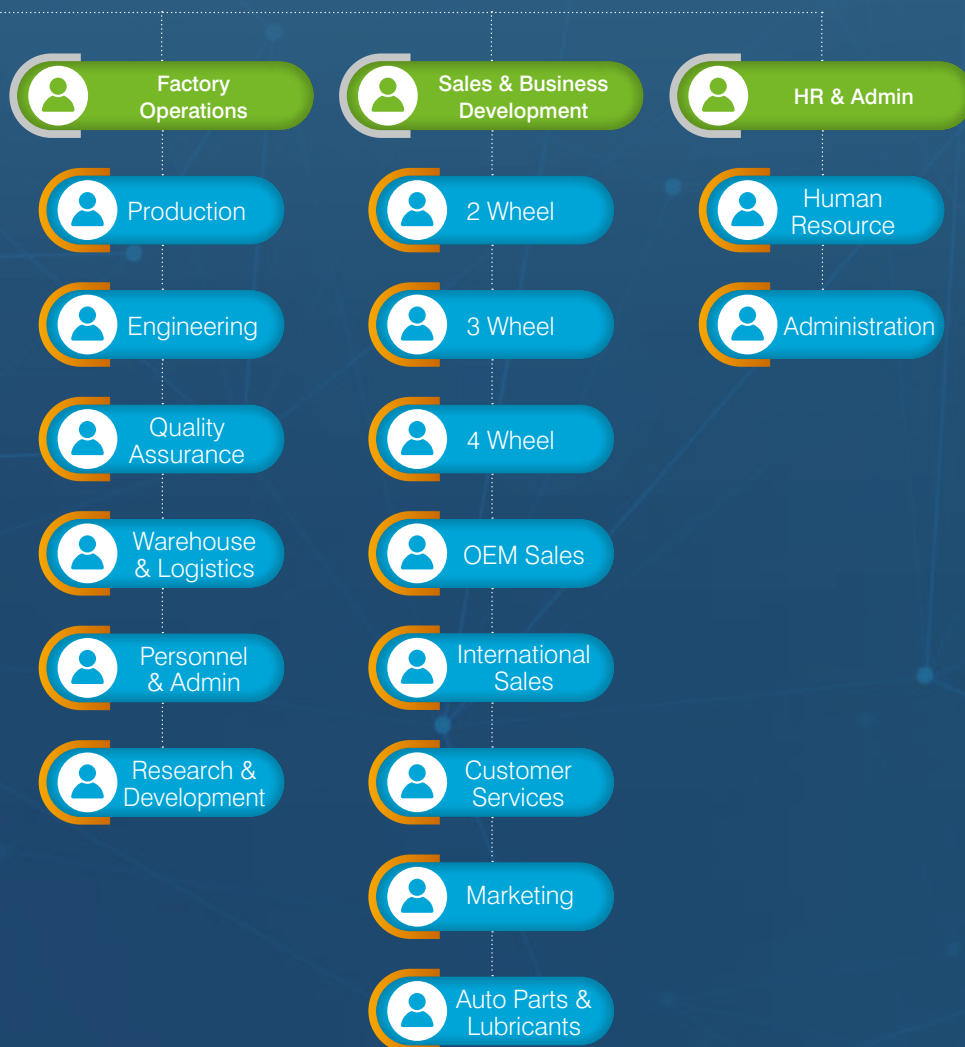 Factory
Operations
Production
Engineering
Quality
Assurance
Warehouse
& Logistics
Personnel
& Admin
Research &
Development
Sales & Business
Development
2 Wheel
3 Wheel
4 Wheel
OEM Sales
International
Sales
Customer
Services
Marketing
Auto Parts &
Lubricants
HR & Admin
Human
Resource
Administration